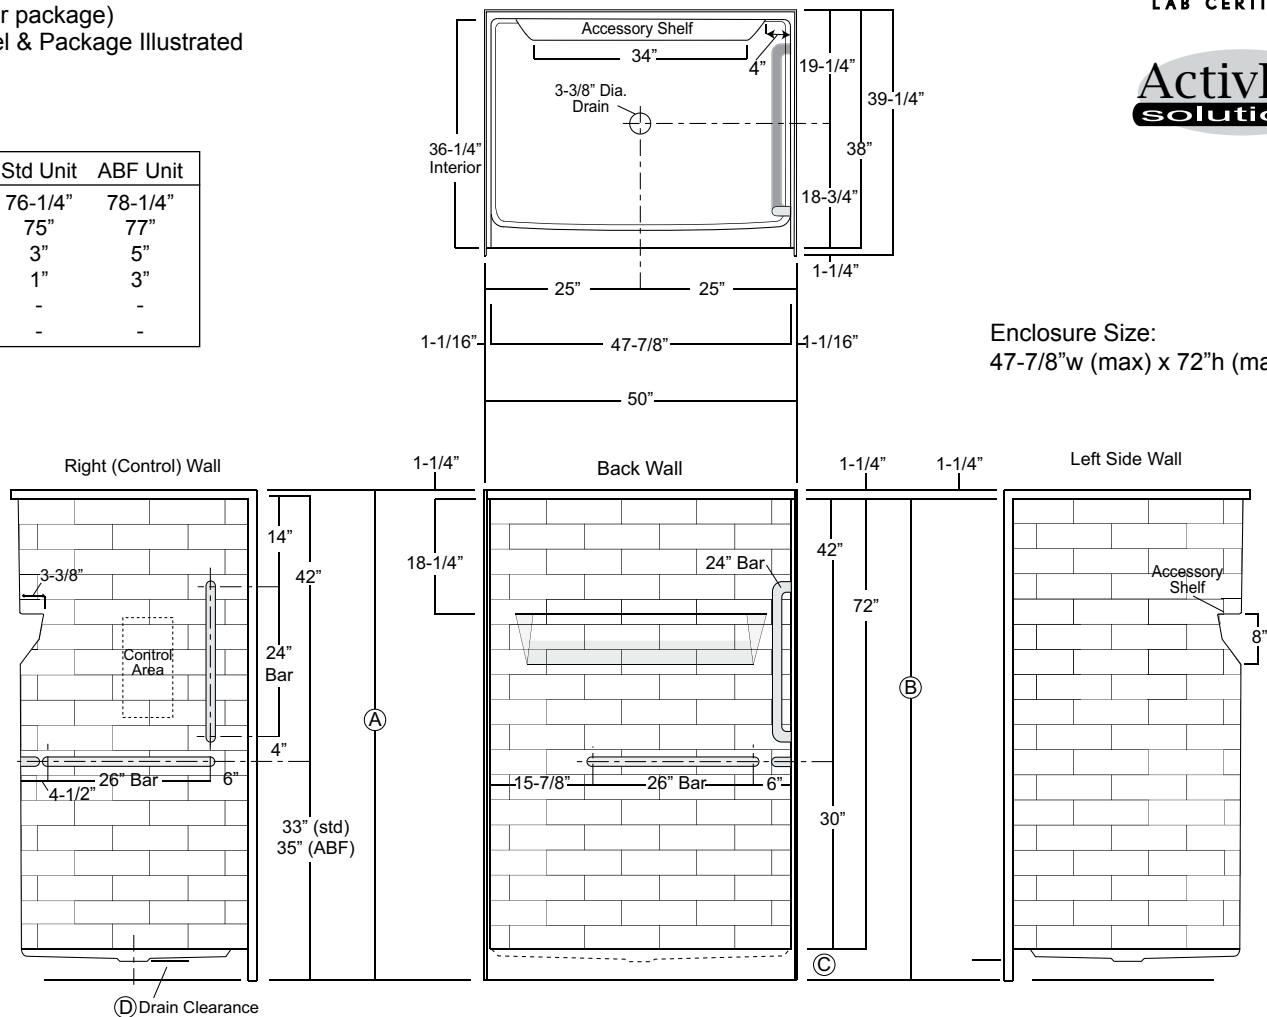 r package)
el & Package Illustrated
LAB CERTI
Activ
solutio
Std Unit ABF Unit
76-1/4” 78-1/4”
75” 77”
3” 5”
1” 3”
- -
- -
Accessory Shelf
34”
4”
19-1/4”
39-1/4”
3-3/8” Dia.
Drain
36-1/4”
Interior
38”
18-3/4”
1-1/4”
25” 25”
1-1/16” 47-7/8” 1-1/16”
50”
Enclosure Size:
47-7/8”w (max) x 72”h (ma
Right (Control) Wall
1-1/4”
Back Wall
1-1/4” 1-1/4”
Left Side Wall
14”
42”
3-3/8”
Control
Area
24”
Bar
4”
26” Bar 6”
4-1/2”
33” (std)
35” (ABF)
A
D Drain Clearance
18-1/4”
24” Bar
42”
72”
B
15-7/8” 26” Bar 6”
30”
C
Accessory
Shelf
8”